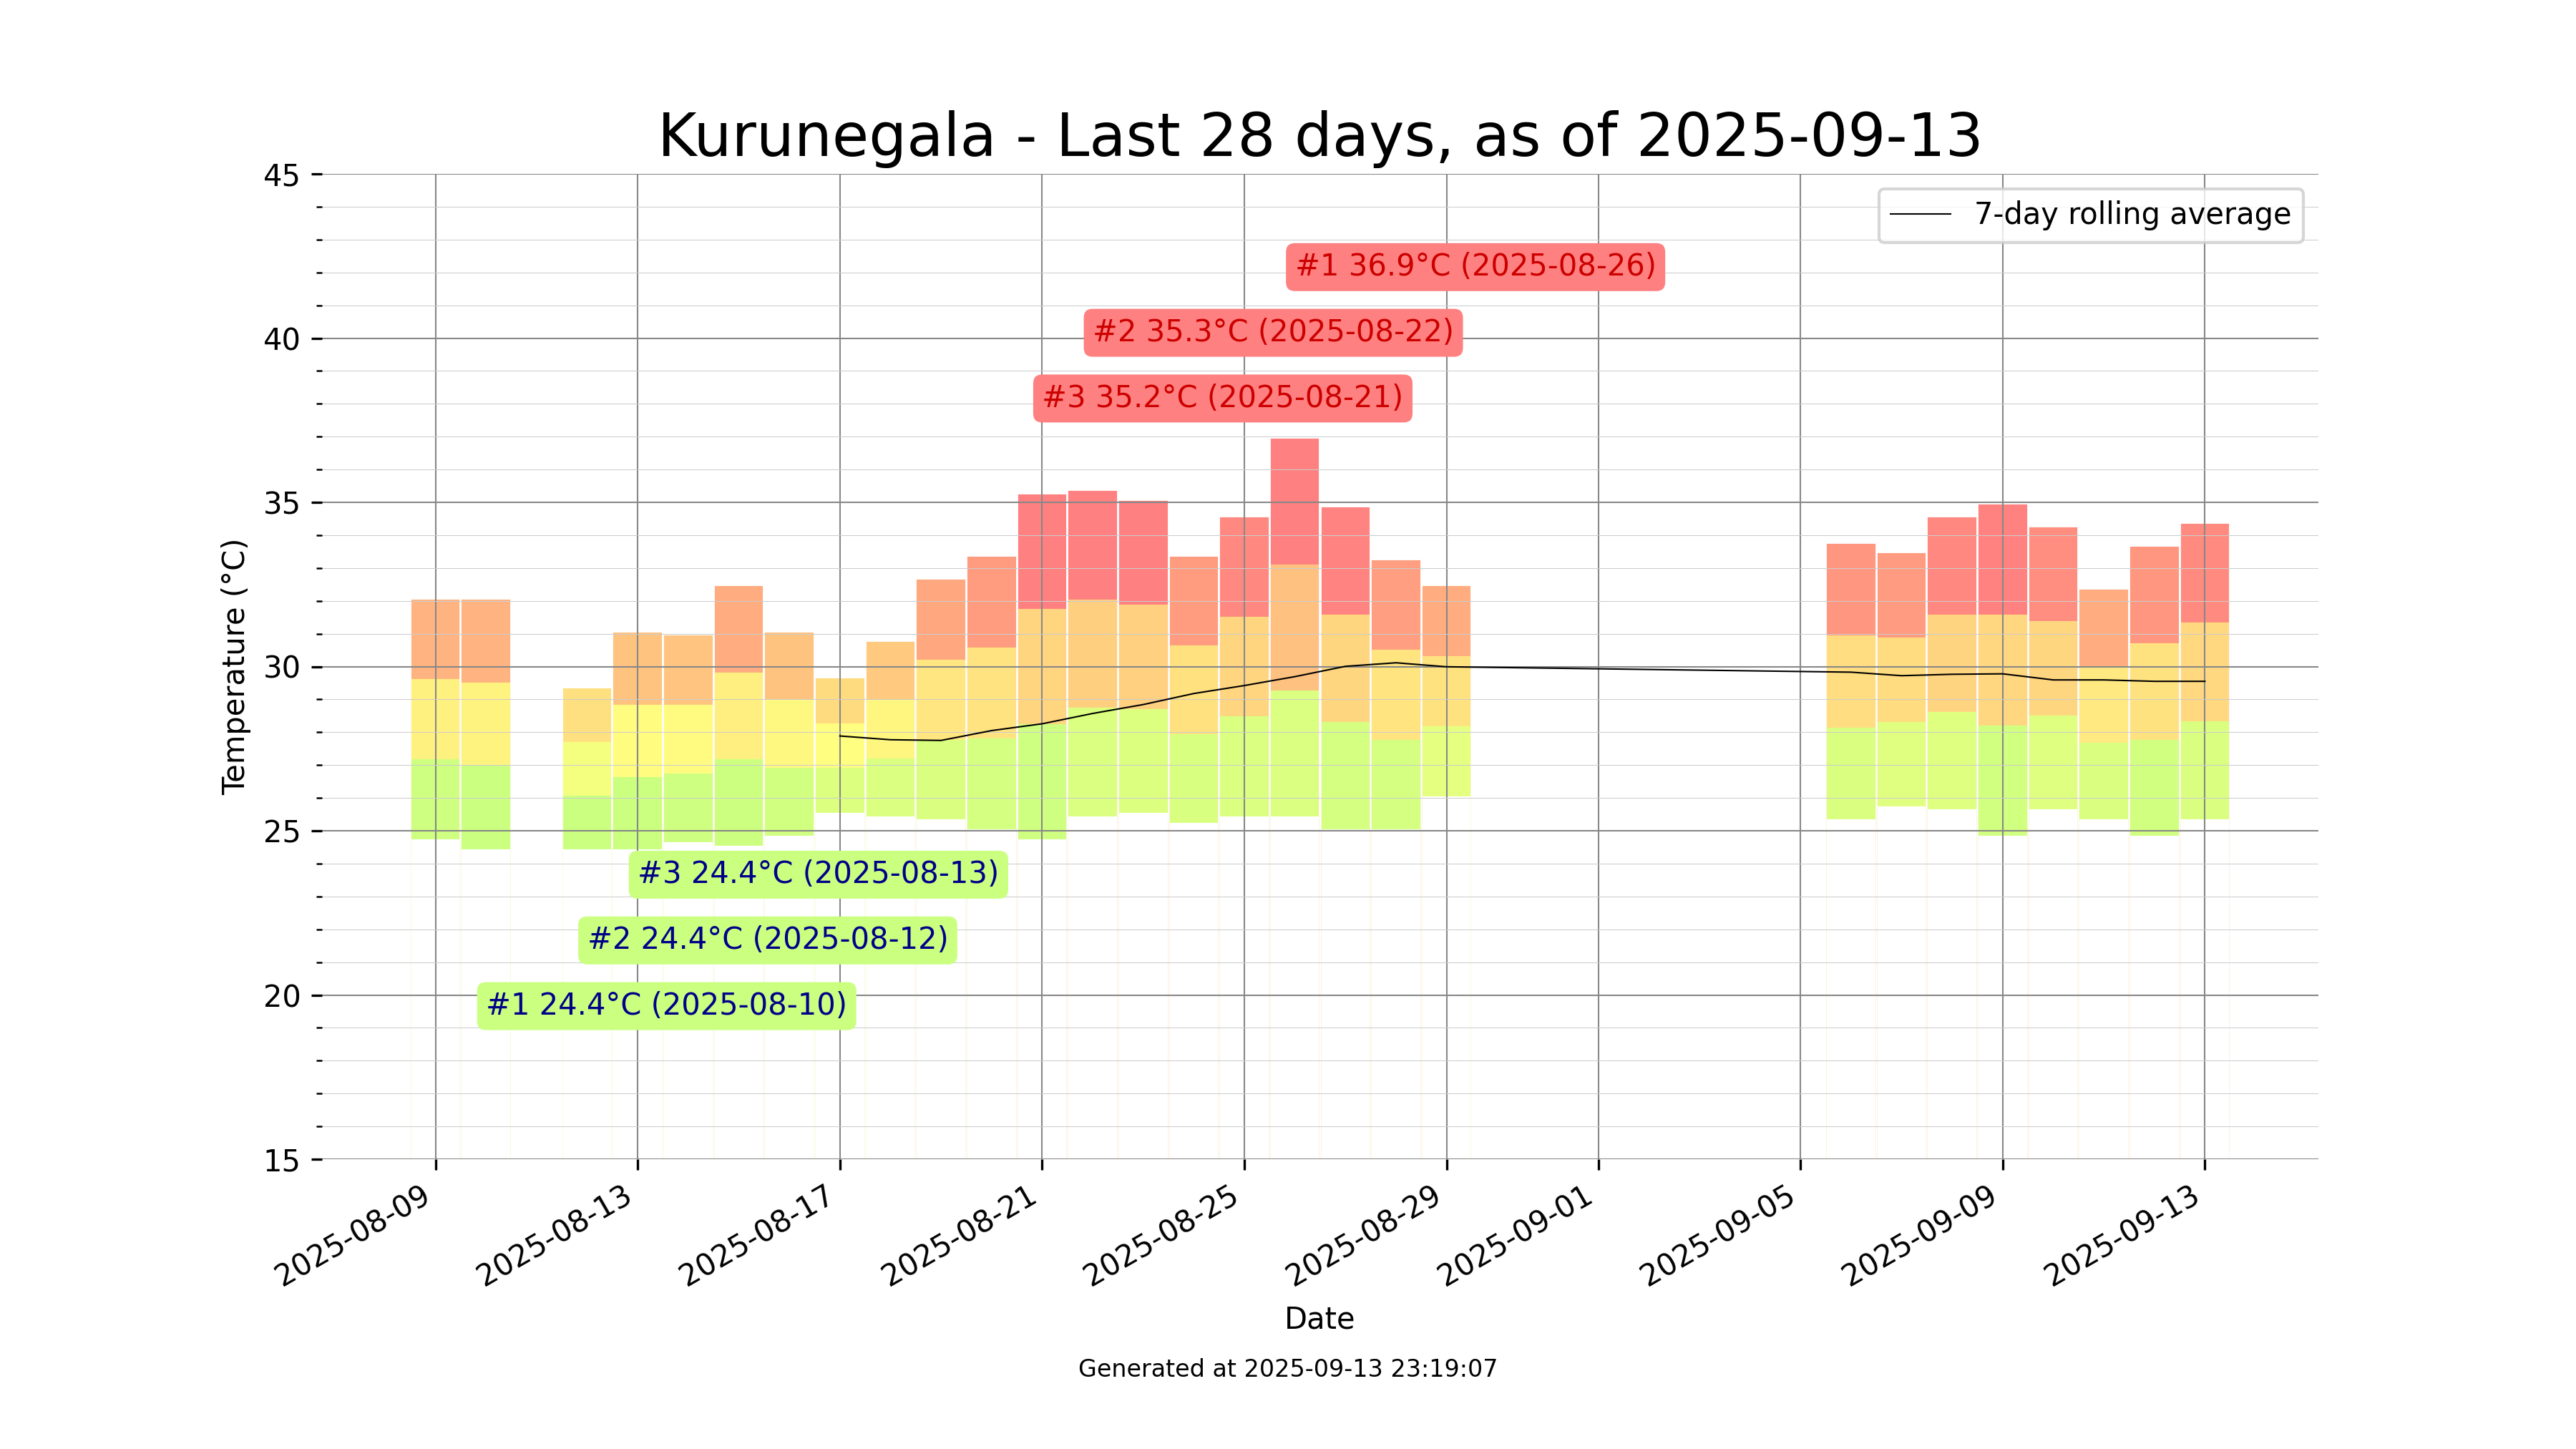 Kurunegala - Last 28 days, as of 2025-09-13
7-day rolling average
45
40
35
30
25
20
15
Temperature (°C)
#1 36.9°C (2025-08-26)
#2 35.3°C (2025-08-22)
#3 35.2°C (2025-08-21)
#3 24.4°C (2025-08-13)
#2 24.4°C (2025-08-12)
#1 24.4°C (2025-08-10)
2025-08-09
2025-08-13
2025-08-17
2025-08-21
2025-08-25
2025-08-29
2025-09-01
2025-09-05
2025-09-09
2025-09-13
Date
Generated at 2025-09-13 23:19:07